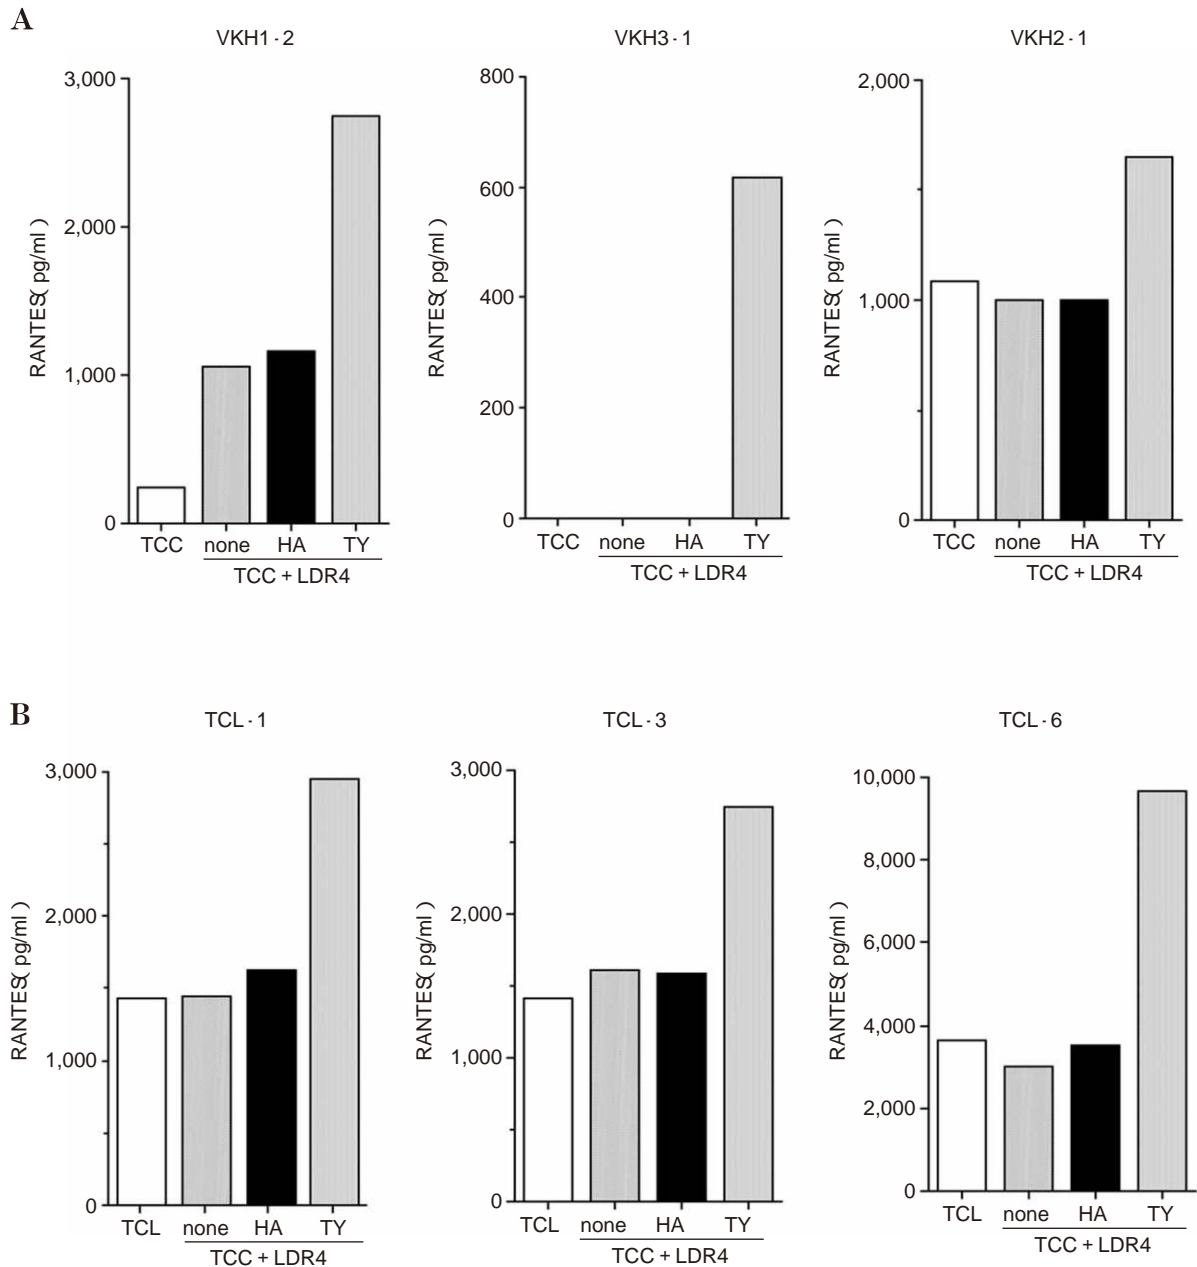 A
VKH1-2
VKH3-1
VKH2-1
3,000
2,000
1,000
0
RANTES( pg/ml )
TCC none HA TY
TCC + LDR4
800
600
400
200
0
RANTES( pg/ml )
TCC none HA TY
TCC + LDR4
2,000
1,000
0
RANTES( pg/ml )
TCC none HA TY
TCC + LDR4
B
TCL-1
TCL-3
TCL-6
3,000
2,000
1,000
0
RANTES( pg/ml )
TCL none HA TY
TCC + LDR4
3,000
2,000
1,000
0
RANTES( pg/ml )
TCL none HA TY
TCC + LDR4
10,000
8,000
6,000
4,000
2,000
0
RANTES( pg/ml )
TCL none HA TY
TCC + LDR4